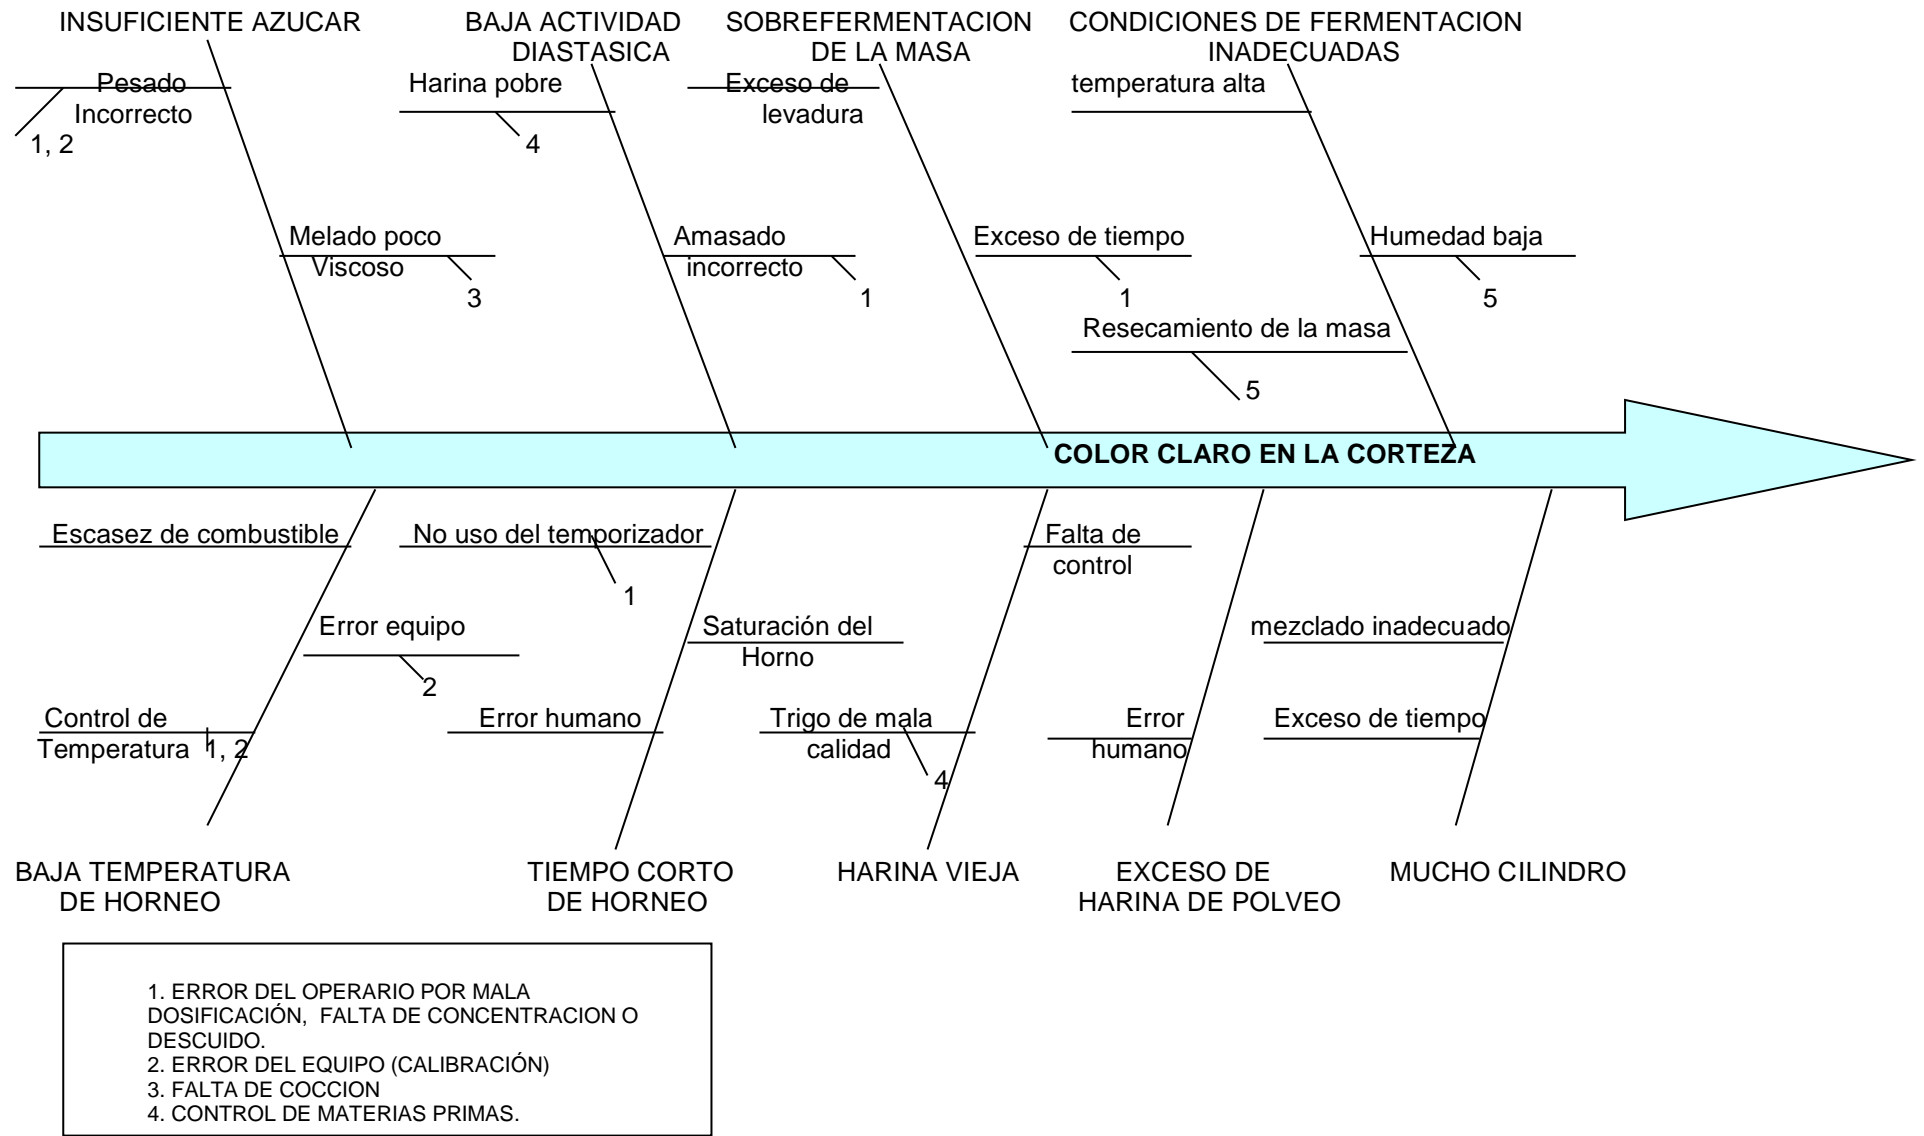 INSUFICIENTE AZUCAR
BAJA ACTIVIDAD
DIASTASICA
SOBREFERMENTACION
DE LA MASA
CONDICIONES DE FERMENTACION
INADECUADAS
Pesado
Incorrecto
1, 2
Harina pobre
4
Exceso de
levadura
temperatura alta
Melado poco
Viscoso
3
Amasado
incorrecto
1
Exceso de tiempo
1
Humedad baja
5
Resecamiento de la masa
5
COLOR CLARO EN LA CORTEZA
Escasez de combustible
No uso del temporizador
1
Falta de
control
Error equipo
2
Saturación del
Horno
mezclado inadecuado
Control de
Temperatura
1, 2
Error humano
Trigo de mala
calidad
4
Error
humano
Exceso de tiempo
BAJA TEMPERATURA
DE HORNEO
TIEMPO CORTO
DE HORNEO
HARINA VIEJA
EXCESO DE
HARINA DE POLVEO
MUCHO CILINDRO
1. ERROR DEL OPERARIO POR MALA
DOSIFICACIÓN, FALTA DE CONCENTRACION O
DESCUIDO.
2. ERROR DEL EQUIPO (CALIBRACIÓN)
3. FALTA DE COCCION
4. CONTROL DE MATERIAS PRIMAS.